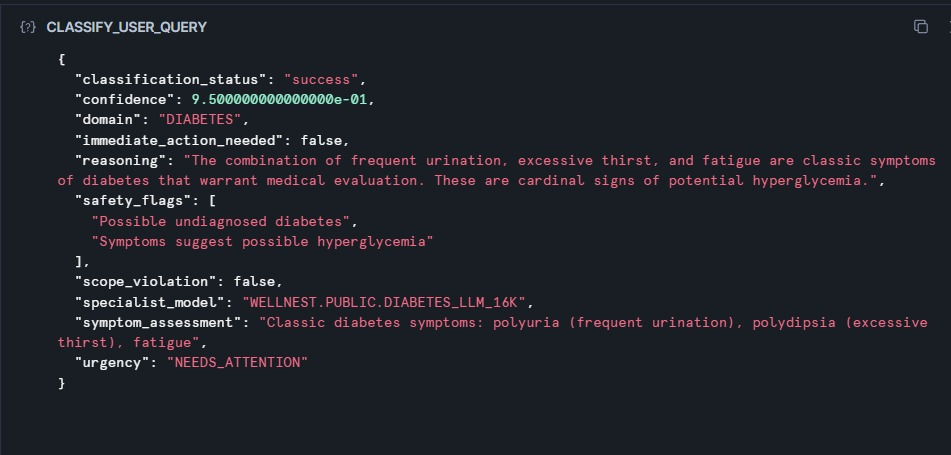 {?} CLASSIFY_USER_QUERY
{
"classification_status": "success",
"confidence": 9.500000000000000e-01,
"domain": "DIABETES",
"immediate_action_needed": false,
"reasoning": "The combination of frequent urination, excessive thirst, and fatigue are classic symptoms
of diabetes that warrant medical evaluation. These are cardinal signs of potential hyperglycemia.",
"safety_flags": [
"Possible undiagnosed diabetes",
"Symptoms suggest possible hyperglycemia"
],
"scope_violation": false,
"specialist_model": "WELLNEST.PUBLIC.DIABETES_LLM_16K",
"symptom_assessment": "Classic diabetes symptoms: polyuria (frequent urination), polydipsia (excessive
thirst), fatigue",
"urgency": "NEEDS_ATTENTION"
}